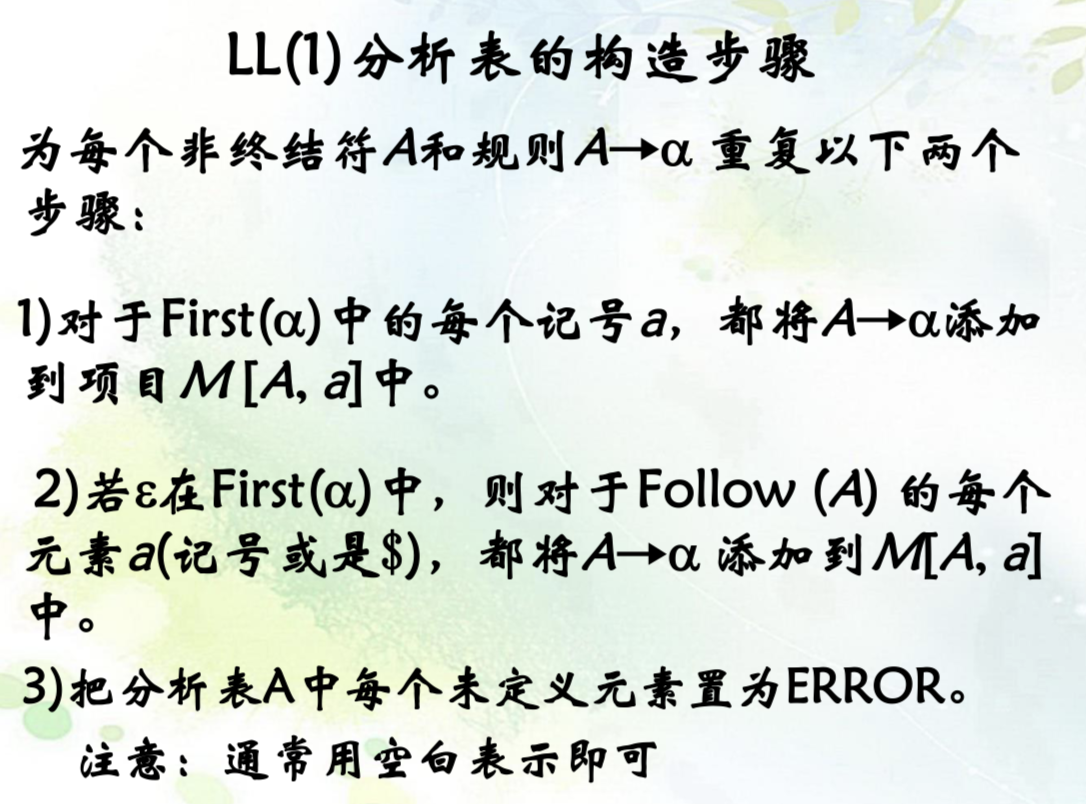 LL(1)分析表的构造步骤
为每个非终结符A和规则A→α 重复以下两个
步骤：
1)对于First(α)中的每个记号a，都将A→α添加
到项目M [A, a]中。
2)若ε在First(α)中，则对于Follow (A) 的每个
元素a(记号或是$)，都将A→α 添加到M[A, a]
中。
3)把分析表A中每个未定义元素置为ERROR。
注意：通常用空白表示即可